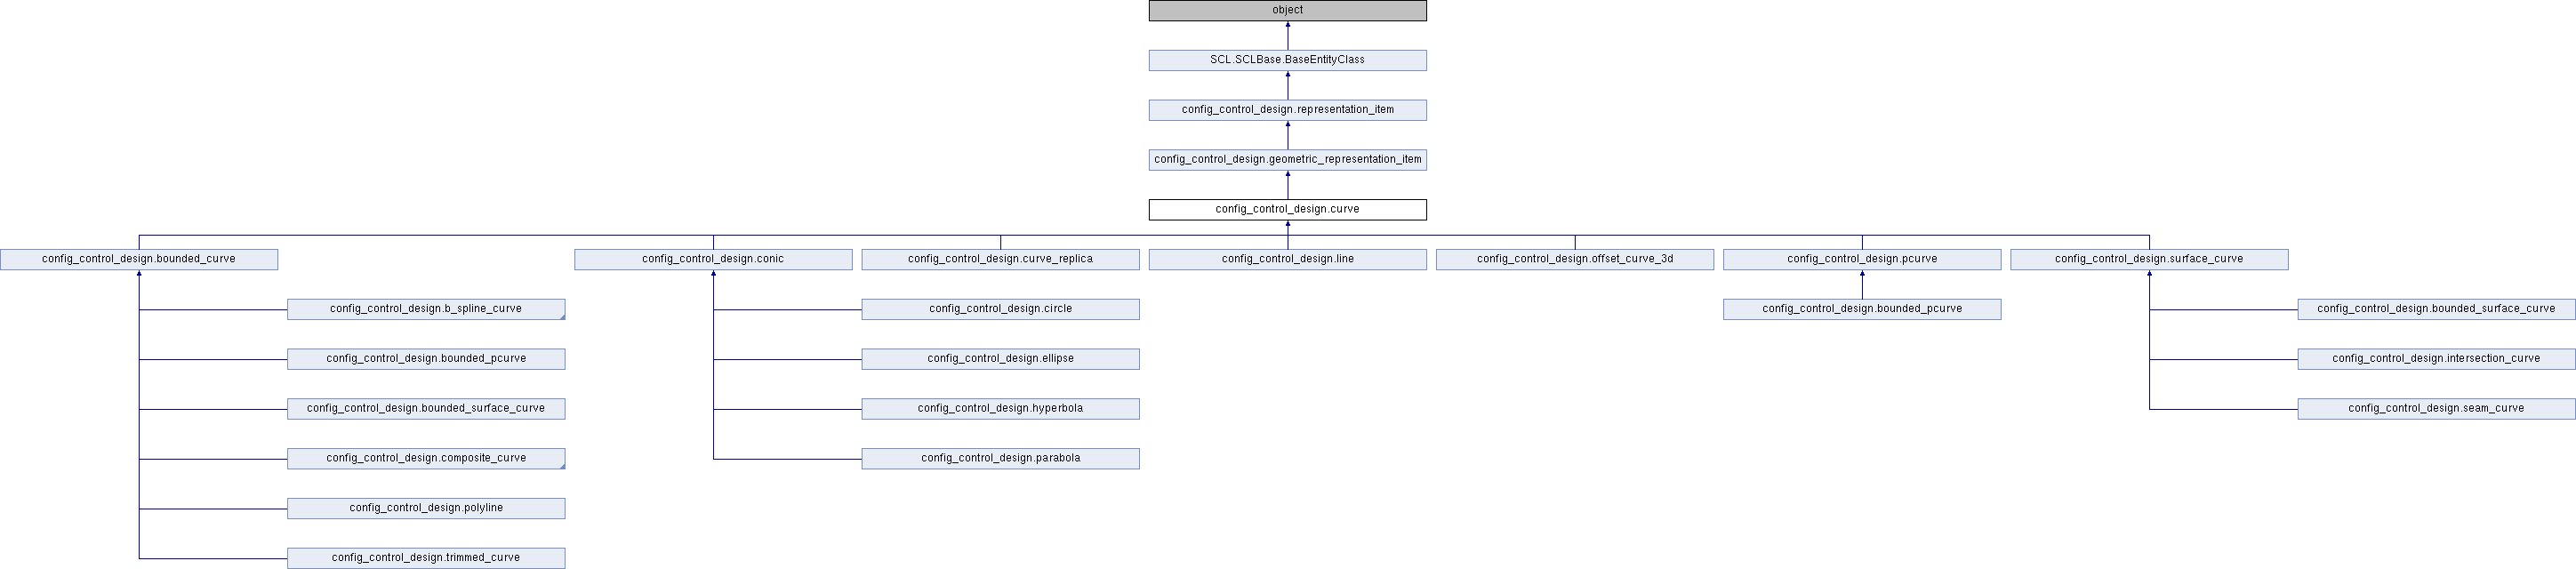 object
SCL.SCLBase.BaseEntityClass
config_control_design.representation_item
config_control_design.geometric_representation_item
config_control_design.curve
config_control_design.bounded_curve
config_control_design.conic
config_control_design.curve_replica
config_control_design.line
config_control_design.offset_curve_3d
config_control_design.pcurve
config_control_design.surface_curve
config_control_design.b_spline_curve
config_control_design.circle
config_control_design.bounded_pcurve
config_control_design.bounded_surface_curve
config_control_design.bounded_pcurve
config_control_design.ellipse
config_control_design.intersection_curve
config_control_design.bounded_surface_curve
config_control_design.hyperbola
config_control_design.seam_curve
config_control_design.composite_curve
config_control_design.parabola
config_control_design.polyline
config_control_design.trimmed_curve